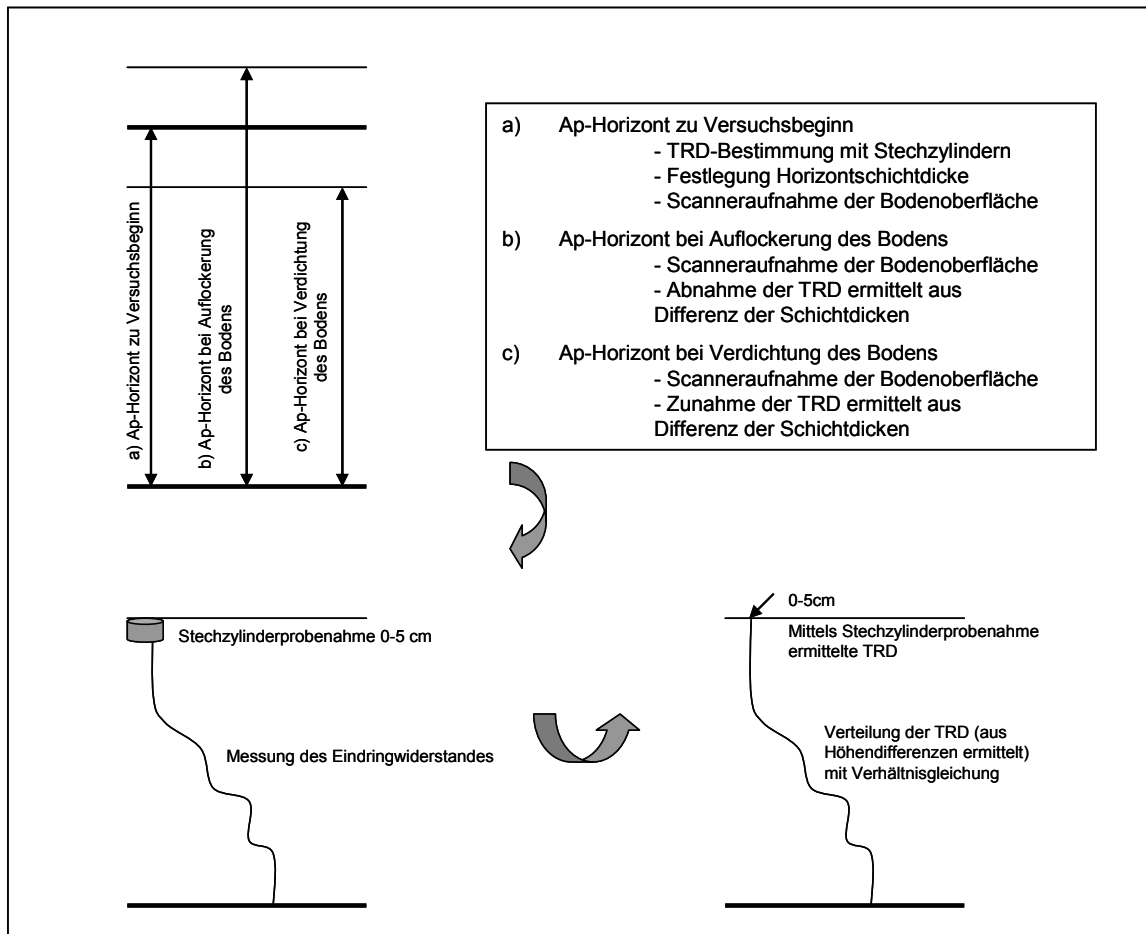 a) Ap-Horizont zu Versuchsbeginn
b) Ap-Horizont bei Auflockerung
des Bodens
c) Ap-Horizont bei Verdichtung
des Bodens
a) Ap-Horizont zu Versuchsbeginn
- TRD-Bestimmung mit Stechzylindern
- Festlegung Horizontschichtdicke
- Scanneraufnahme der Bodenoberfläche
b) Ap-Horizont bei Auflockerung des Bodens
- Scanneraufnahme der Bodenoberfläche
- Abnahme der TRD ermittelt aus
Differenz der Schichtdicken
c) Ap-Horizont bei Verdichtung des Bodens
- Scanneraufnahme der Bodenoberfläche
- Zunahme der TRD ermittelt aus
Differenz der Schichtdicken
Stechzylinderprobenahme 0-5 cm
Messung des Eindringwiderstandes
0-5cm
Mittels Stechzylinderprobenahme
ermittelte TRD
Verteilung der TRD (aus
Höhendifferenzen ermittelt)
mit Verhältnisgleichung